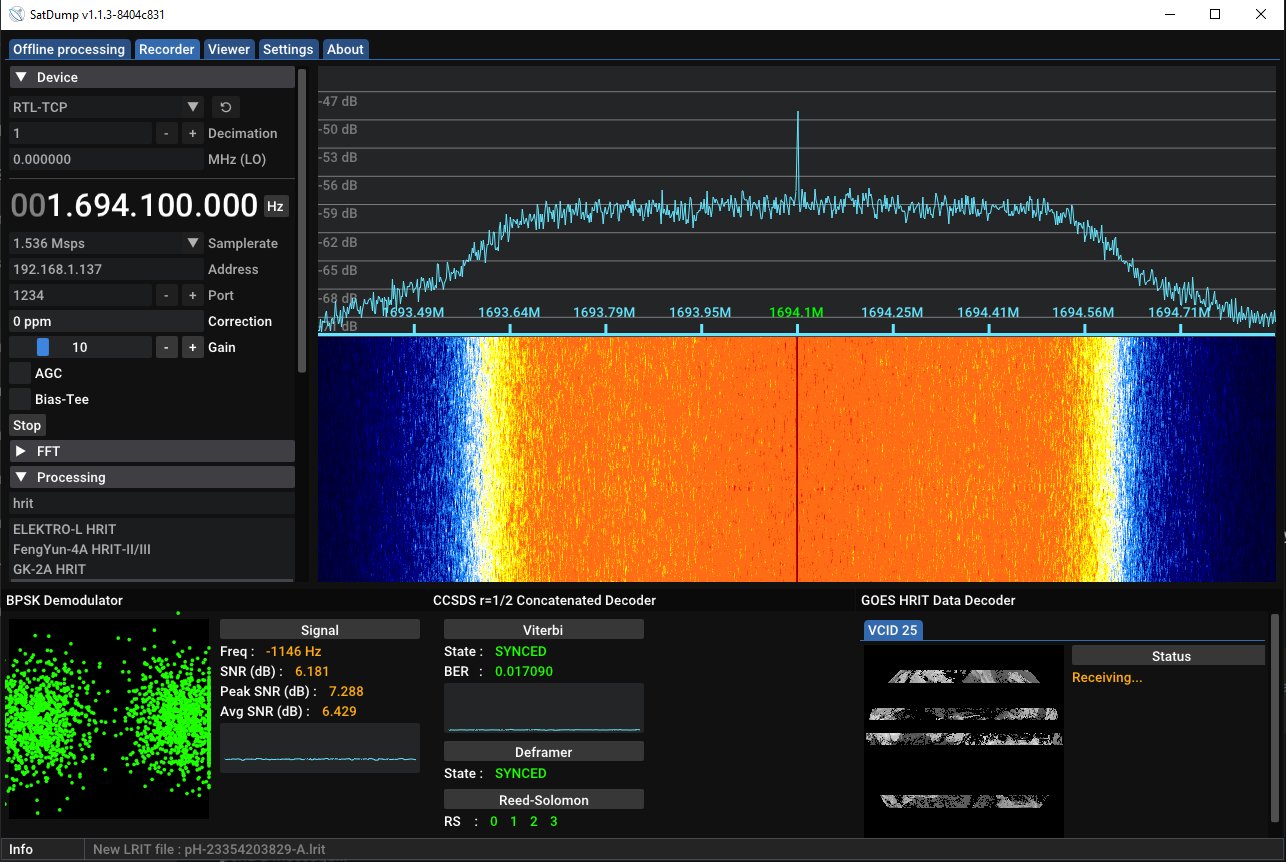 SatDump v1.1.3-8404c831
Offline processing Recorder Viewer Settings About
Device
RTL-TCP
1 - + Decimation
0.000000 MHz (LO)
001.694.100.000 Hz
1.536 Msps Samplerate
192.168.1.137 Address
1234 - + Port
0 ppm Correction
10 - + Gain
AGC
Bias-Tee
Stop
FFT
Processing
hrit
ELEKTRO-L HRIT
FengYun-4A HRIT-II/III
GK-2A HRIT
-47 dB
-50 dB
-53 dB
-56 dB
-59 dB
-62 dB
-65 dB
-68 dB
-71 dB
1693.49M 1693.64M 1693.79M 1693.95M 1694.1M 1694.25M 1694.41M 1694.56M 1694.71M
BPSK Demodulator
Signal
Freq : -1146 Hz
SNR (dB) : 6.181
Peak SNR (dB) : 7.288
Avg SNR (dB) : 6.429
CCSDS r=1/2 Concatenated Decoder
Viterbi
State : SYNCED
BER : 0.017090
Deframer
State : SYNCED
Reed-Solomon
RS : 0 1 2 3
GOES HRIT Data Decoder
VCID 25
Status
Receiving...
Info New LRIT file : pH-23354203829-A.lrit